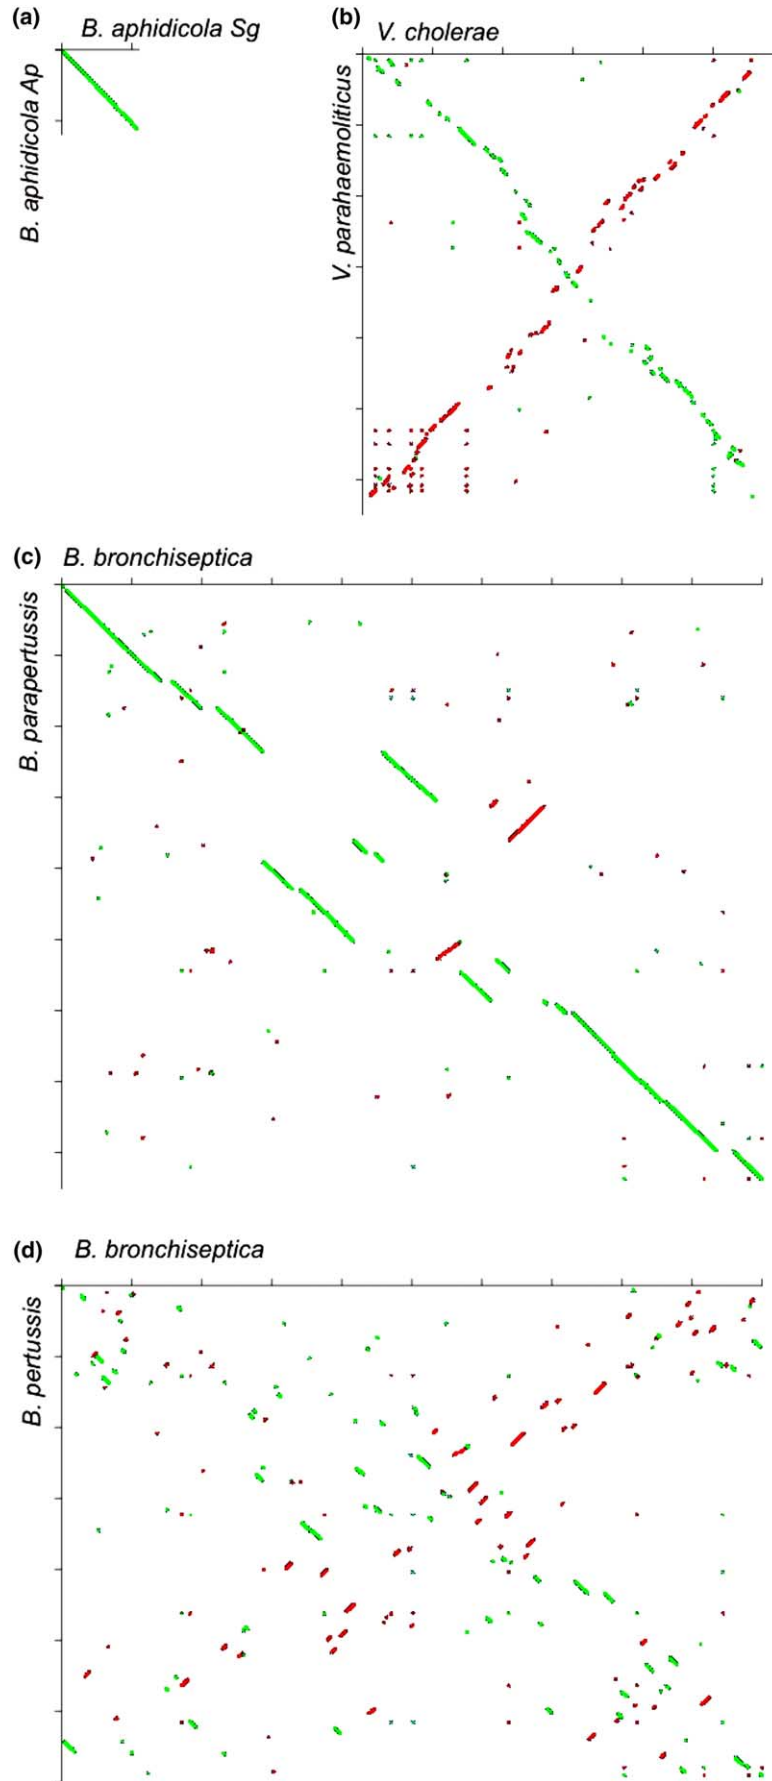 (a)
B. aphidicola Sg
B. aphidicola Ap
(b)
V. cholerae
V. parahaemoliticus
(c)
B. bronchiseptica
B. parapertussis
(d)
B. bronchiseptica
B. pertussis